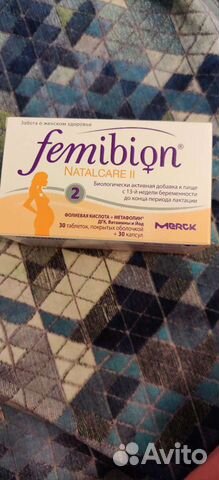 Забота о женском здоровье
femibion®
NATALCARE II
2
Биологически активная добавка к пище
с 13-й недели беременности
до конца периода лактации
ФОЛИЕВАЯ КИСЛОТА + МЕТАФОЛИН®
ДГК, Витамины и Йод
30 таблеток, покрытых оболочкой
+ 30 капсул
MERCK
Avito